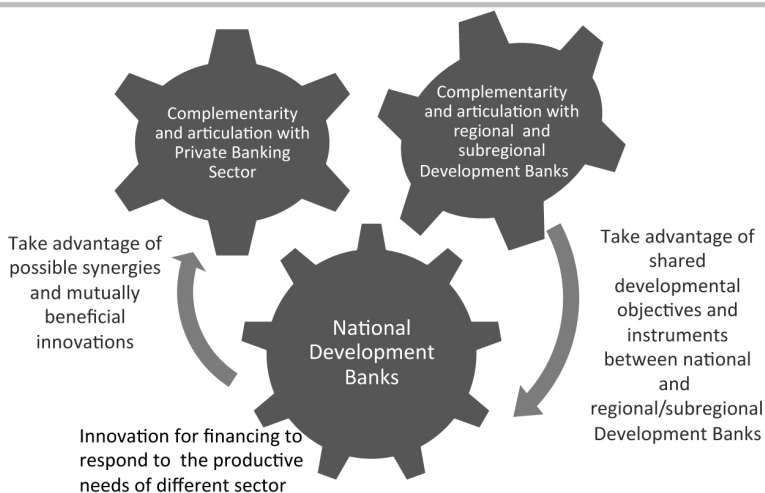 Complementarity
and articulation with
Private Banking
Sector
Complementarity
and articulation with
regional and
subregional
Development Banks
Take advantage of
possible synergies
and mutually
beneficial
innovations
Take advantage of
shared
developmental
objectives and
instruments
between national
and
regional/subregional
Development Banks
National
Development
Banks
Innovation for financing to
respond to the productive
needs of different sector